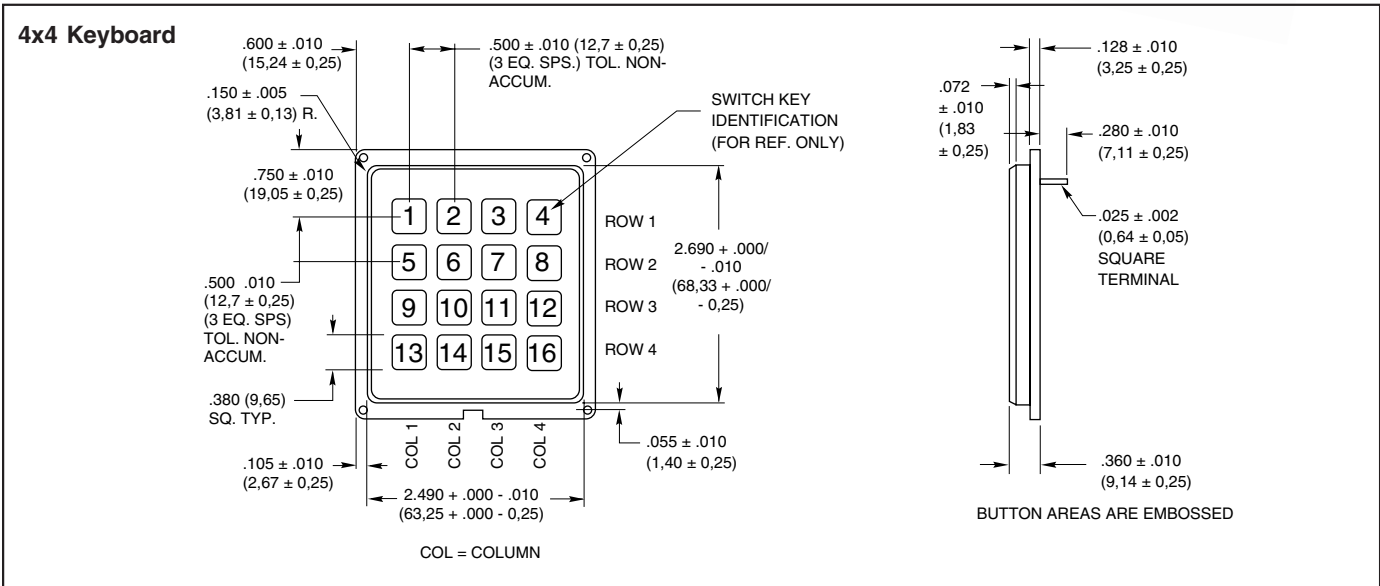 4x4 Keyboard
.600 ± .010
(15,24 ± 0,25)
.500 ± .010 (12,7 ± 0,25)
(3 EQ. SPS.) TOL. NON-
ACCUM.
.150 ± .005
(3,81 ± 0,13) R.
SWITCH KEY
IDENTIFICATION
(FOR REF. ONLY)
.750 ± .010
(19,05 ± 0,25)
1 2 3 4
ROW 1
5 6 7 8
ROW 2
9 10 11 12
ROW 3
13 14 15 16
ROW 4
.500 .010
(12,7 ± 0,25)
(3 EQ. SPS)
TOL. NON-
ACCUM.
2.690 + .000/
- .010
(68,33 + .000/
- 0,25)
.380 (9,65)
SQ. TYP.
COL 1
COL 2
COL 3
COL 4
.055 ± .010
(1,40 ± 0,25)
.105 ± .010
(2,67 ± 0,25)
2.490 + .000 - .010
(63,25 + .000 - 0,25)
COL = COLUMN
.128 ± .010
(3,25 ± 0,25)
.072
± .010
(1,83
± 0,25)
.280 ± .010
(7,11 ± 0,25)
.025 ± .002
(0,64 ± 0,05)
SQUARE
TERMINAL
.360 ± .010
(9,14 ± 0,25)
BUTTON AREAS ARE EMBOSSED